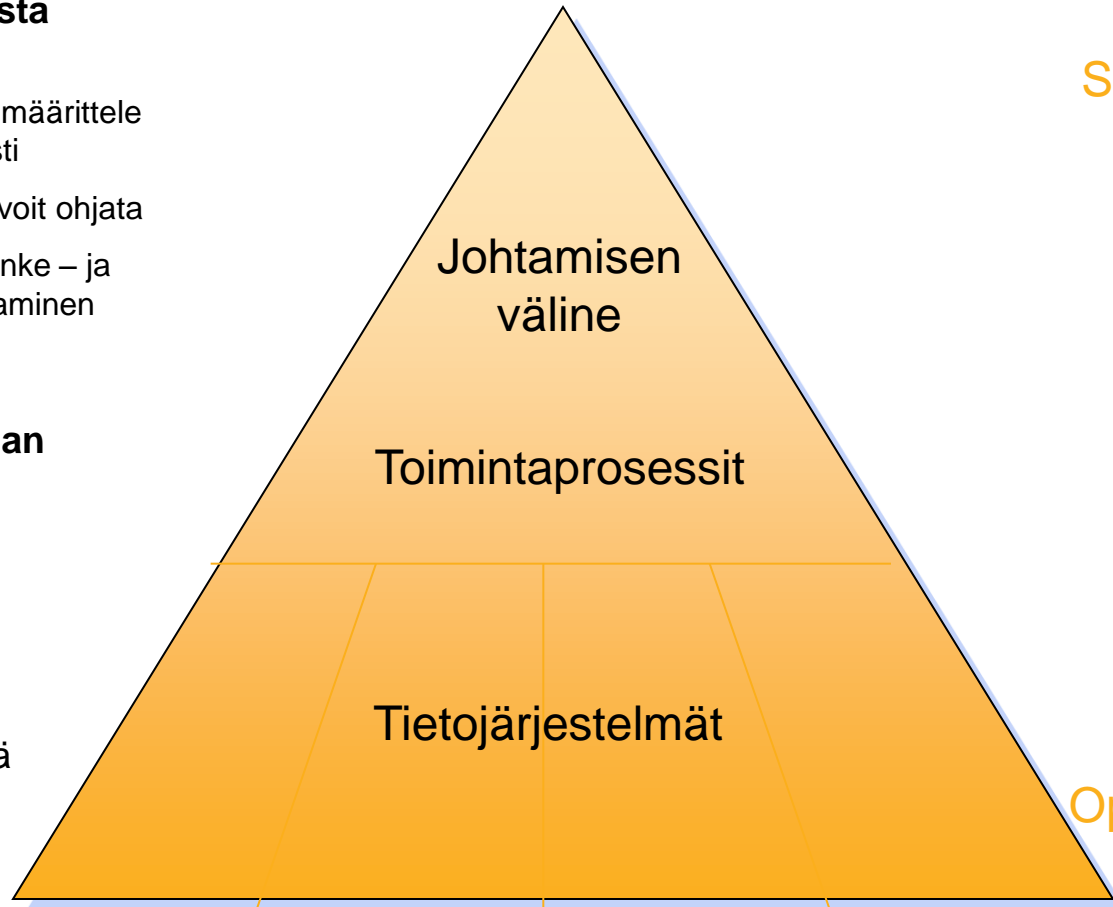 sta
määrittele
sti
voit ohjata
nke – ja
aminen
an
ä
Johtamisen
väline
Toimintaprosessit
Tietojärjestelmät
S
Op